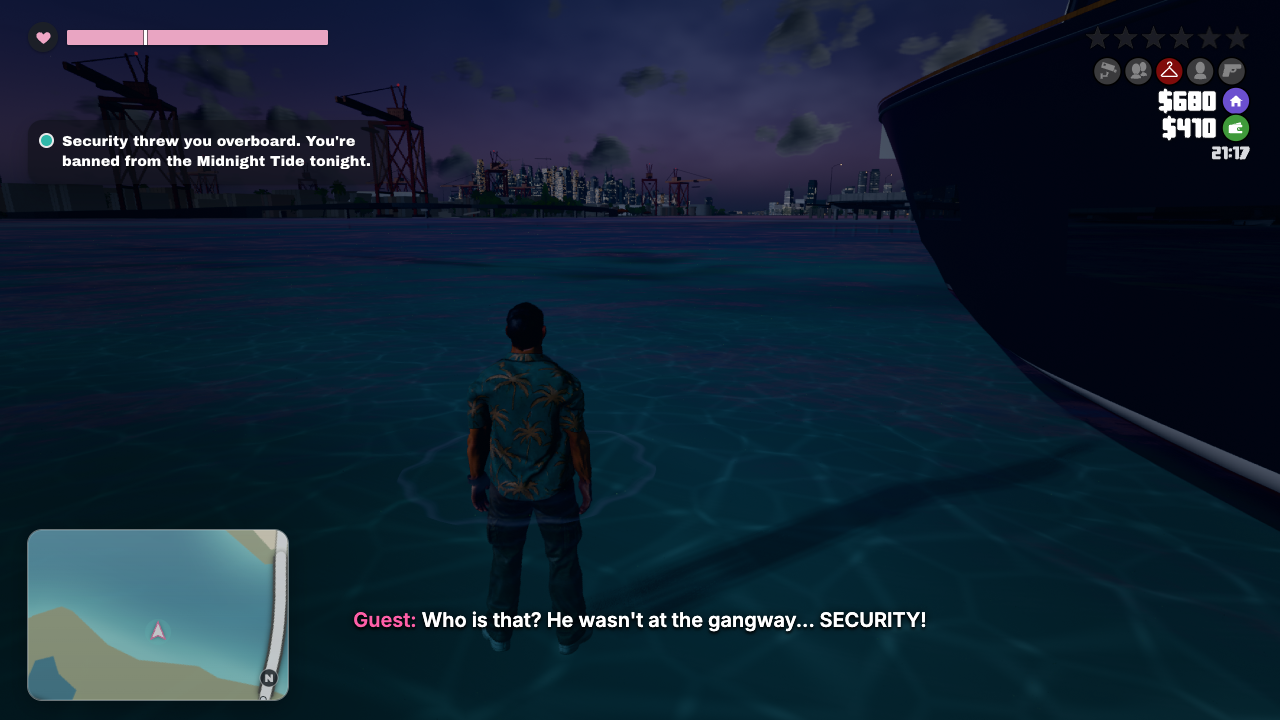 $680
Security threw you overboard. You're
banned from the Midnight Tide tonight.
$410
21:17
Guest: Who is that? He wasn't at the gangway... SECURITY!
N